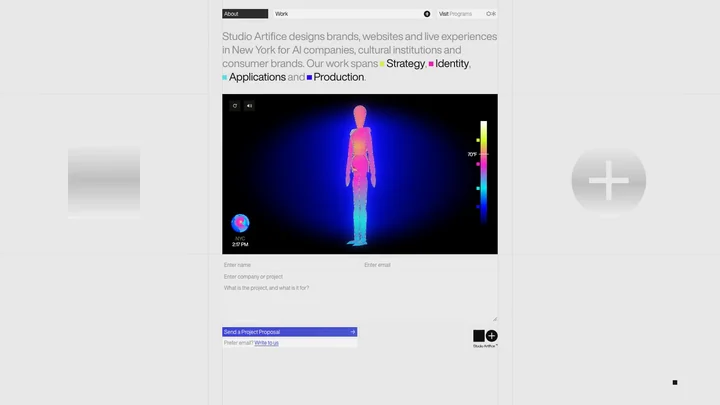 About
Work
Visit Programs
Studio Artifice designs brands, websites and live experiences
in New York for AI companies, cultural institutions and
consumer brands. Our work spans Strategy, Identity,
Applications and Production.
70°F
NYC
2:17 PM
Enter name
Enter email
Enter company or project
What is the project, and what is it for?
Send a Project Proposal
Prefer email? Write to us
Studio Artifice